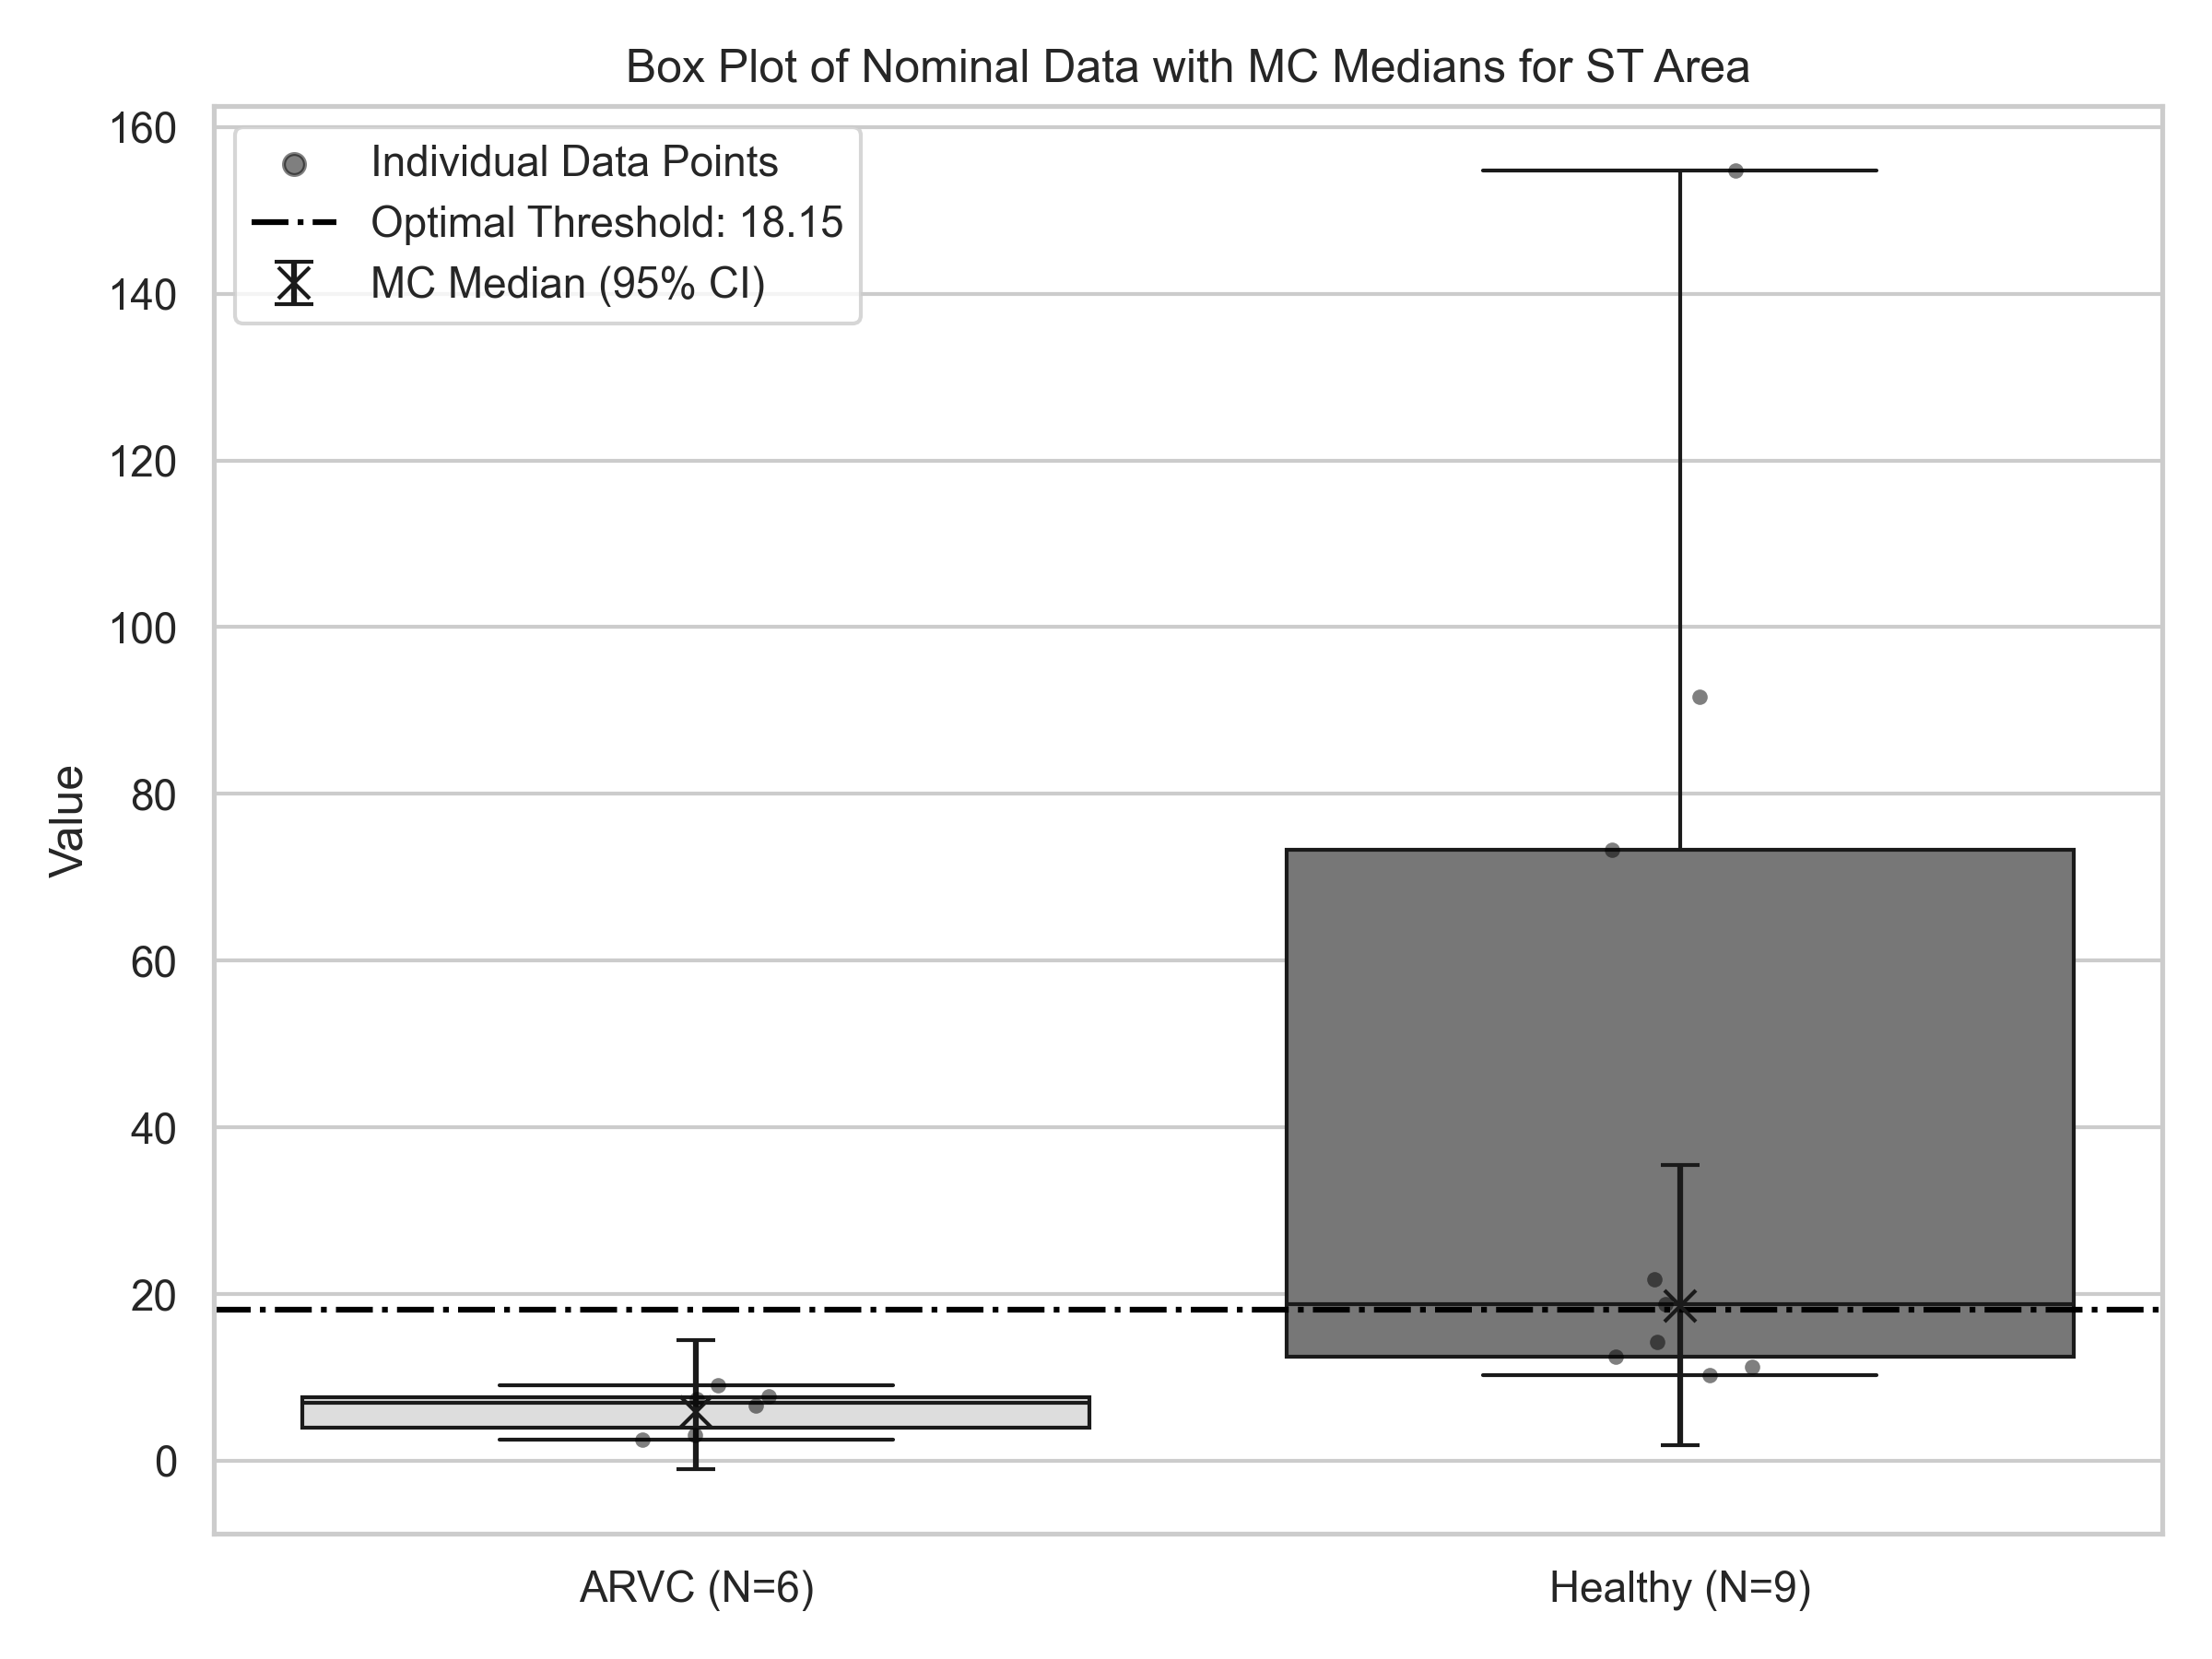 Box Plot of Nominal Data with MC Medians for ST Area
Individual Data Points
Optimal Threshold: 18.15
MC Median (95% CI)
Value
160
140
120
100
80
60
40
20
0
ARVC (N=6)
Healthy (N=9)